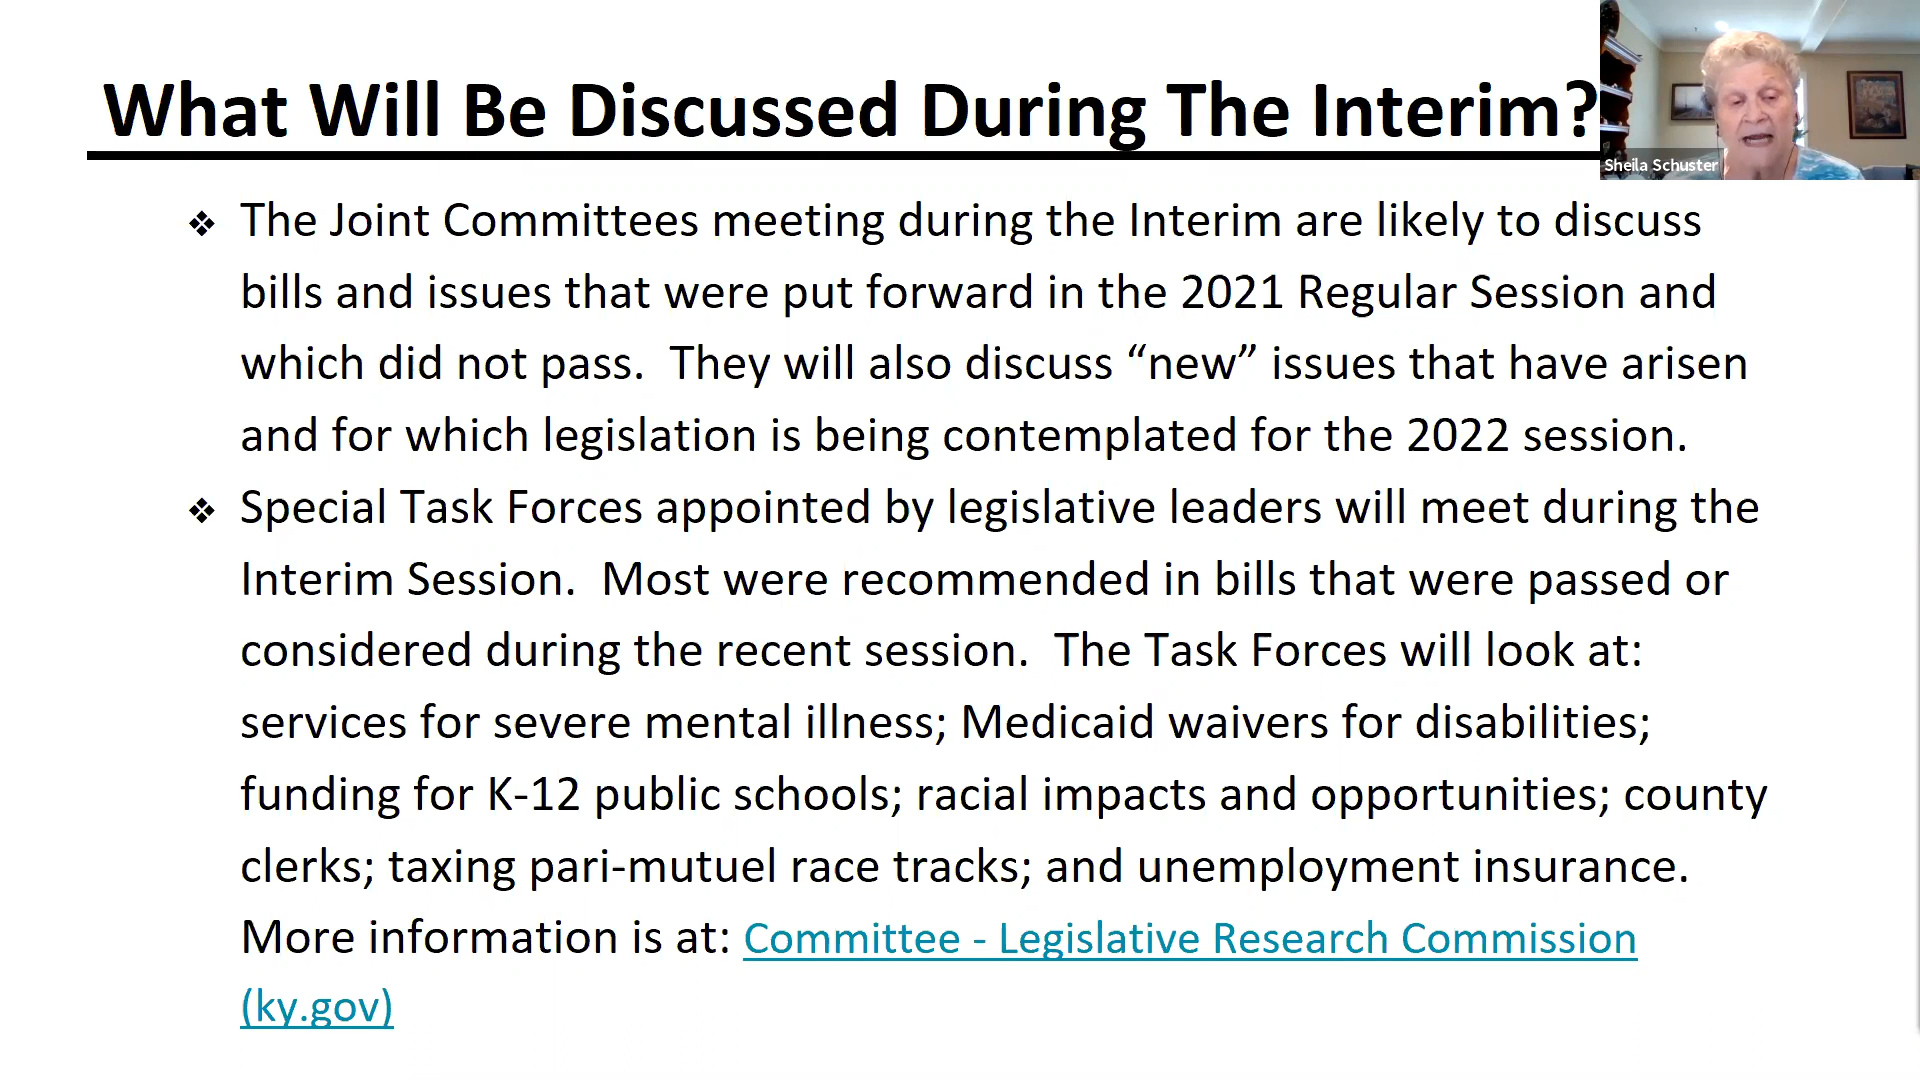 What Will Be Discussed During The Interim?
Sheila Schuster
❖ The Joint Committees meeting during the Interim are likely to discuss
bills and issues that were put forward in the 2021 Regular Session and
which did not pass.  They will also discuss “new” issues that have arisen
and for which legislation is being contemplated for the 2022 session.
❖ Special Task Forces appointed by legislative leaders will meet during the
Interim Session.  Most were recommended in bills that were passed or
considered during the recent session.  The Task Forces will look at:
services for severe mental illness; Medicaid waivers for disabilities;
funding for K-12 public schools; racial impacts and opportunities; county
clerks; taxing pari-mutuel race tracks; and unemployment insurance.
More information is at: Committee - Legislative Research Commission
(ky.gov)